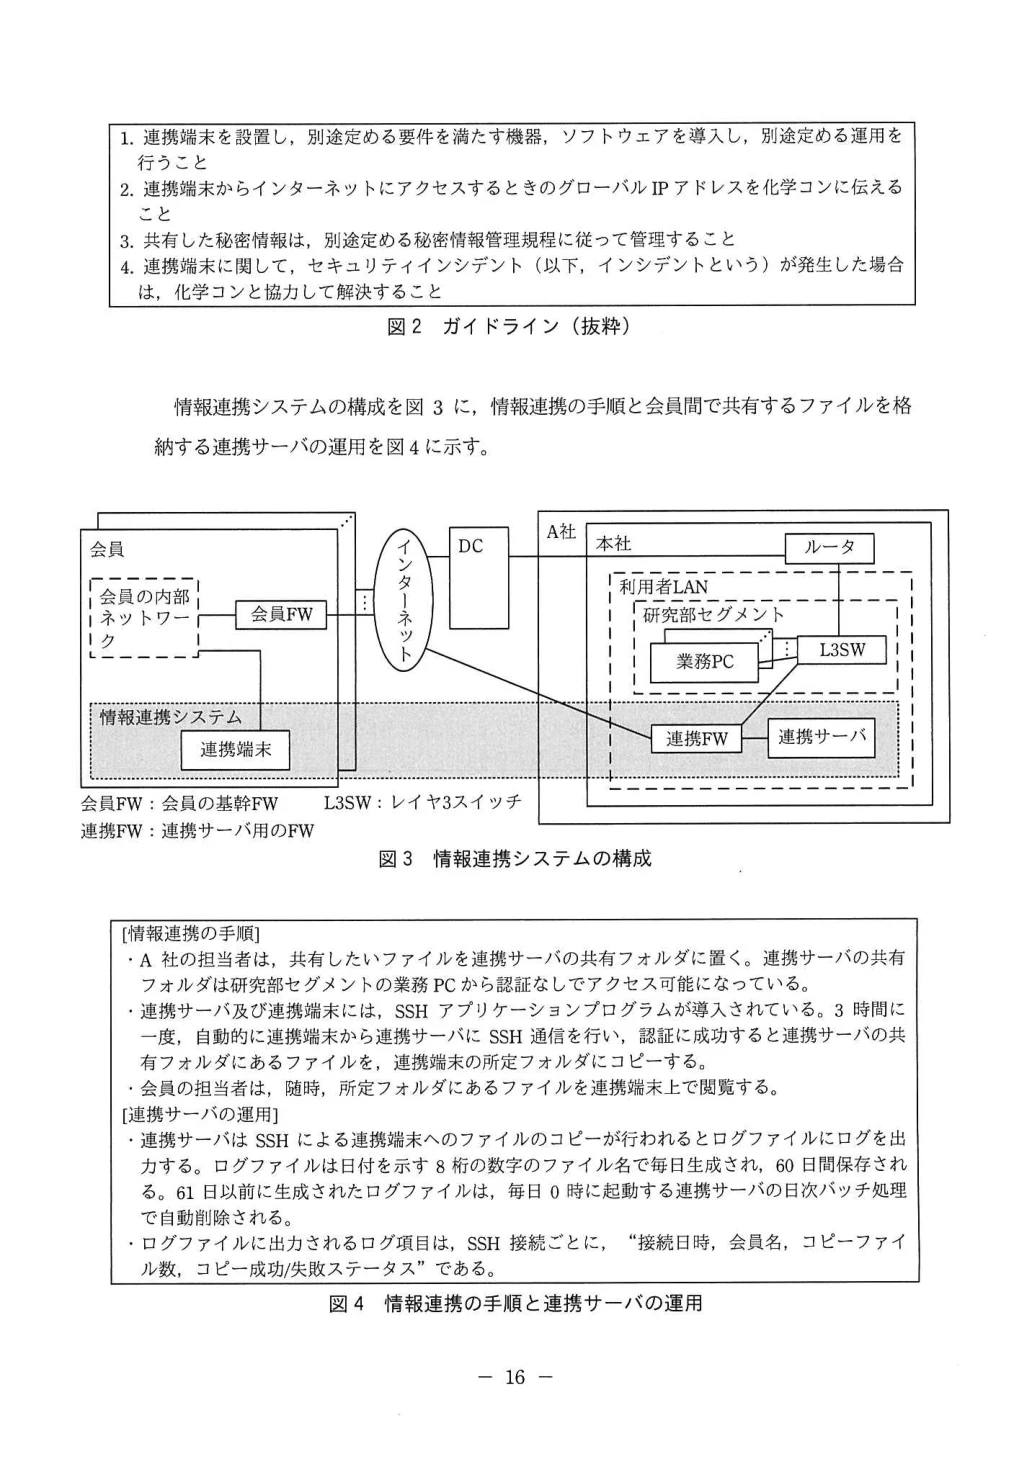 1. 連携端末を設置し，別途定める要件を満たす機器，ソフトウェアを導入し，別途定める運用を
行うこと
2. 連携端末からインターネットにアクセスするときのグローバル IP アドレスを化学コンに伝える
こと
3. 共有した秘密情報は，別途定める秘密情報管理規程に従って管理すること
4. 連携端末に関して，セキュリティインシデント（以下，インシデントという）が発生した場合
は，化学コンと協力して解決すること
図2　ガイドライン（抜粋）
情報連携システムの構成を図 3 に，情報連携の手順と会員間で共有するファイルを格
納する連携サーバの運用を図 4 に示す。
会員
会員の内部
ネットワー
ク
会員FW
インターネット
DC
A社
本社
ルータ
利用者LAN
研究部セグメント
業務PC
L3SW
情報連携システム
連携端末
連携FW
連携サーバ
会員FW：会員の基幹FW　　L3SW：レイヤ3スイッチ
連携FW：連携サーバ用のFW
図3　情報連携システムの構成
[情報連携の手順]
・A 社の担当者は，共有したいファイルを連携サーバの共有フォルダに置く。連携サーバの共有
フォルダは研究部セグメントの業務 PC から認証なしでアクセス可能になっている。
・連携サーバ及び連携端末には，SSH アプリケーションプログラムが導入されている。3 時間に
一度，自動的に連携端末から連携サーバに SSH 通信を行い，認証に成功すると連携サーバの共
有フォルダにあるファイルを，連携端末の所定フォルダにコピーする。
・会員の担当者は，随時，所定フォルダにあるファイルを連携端末上で閲覧する。
[連携サーバの運用]
・連携サーバは SSH による連携端末へのファイルのコピーが行われるとログファイルにログを出
力する。ログファイルは日付を示す 8 桁の数字のファイル名で毎日生成され，60 日間保存され
る。61 日以前に生成されたログファイルは，毎日 0 時に起動する連携サーバの日次バッチ処理
で自動削除される。
・ログファイルに出力されるログ項目は，SSH 接続ごとに，“接続日時，会員名，コピーファイ
ル数，コピー成功/失敗ステータス”である。
図4　情報連携の手順と連携サーバの運用
－ 16 －